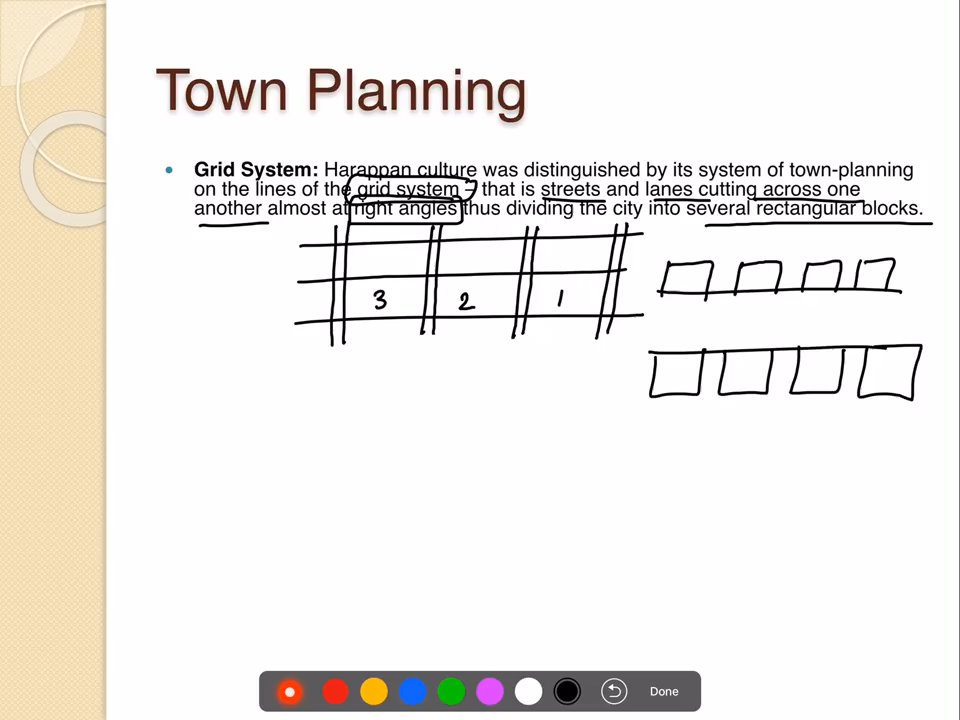 Town Planning
Grid System: Harappan culture was distinguished by its system of town-planning
on the lines of the grid system – that is streets and lanes cutting across one
another almost at right angles thus dividing the city into several rectangular blocks.
3 2 1
Done